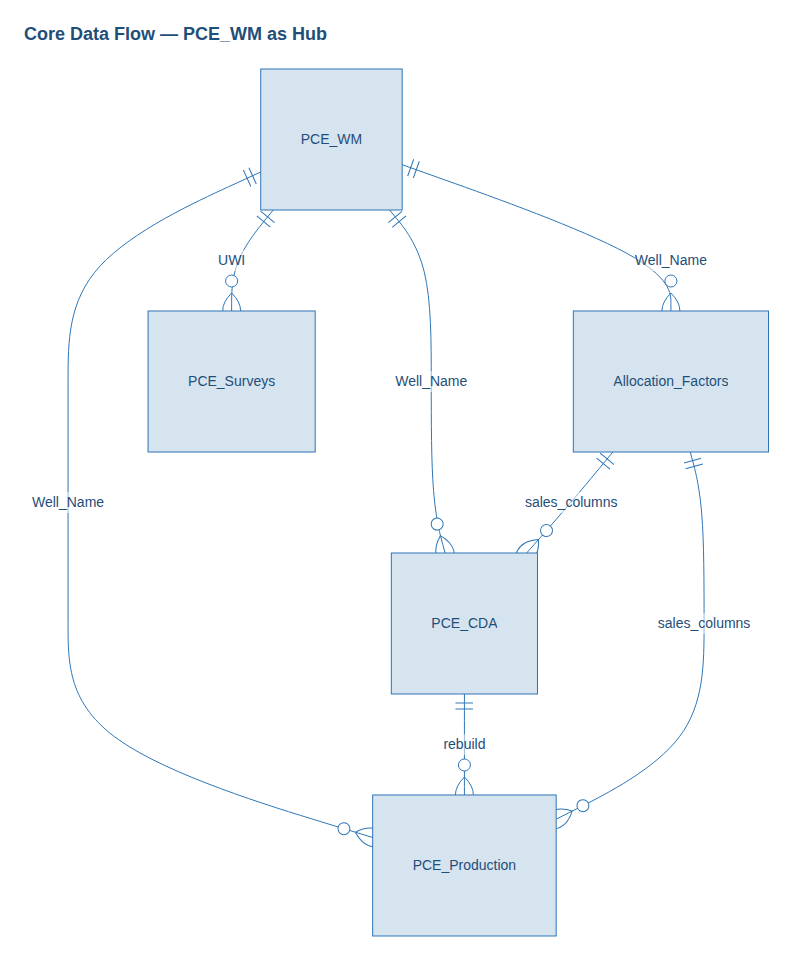 Core Data Flow — PCE_WM as Hub
PCE_WM
UWI
Well_Name
PCE_Surveys
Well_Name
Allocation_Factors
Well_Name
sales_columns
PCE_CDA
sales_columns
rebuild
PCE_Production